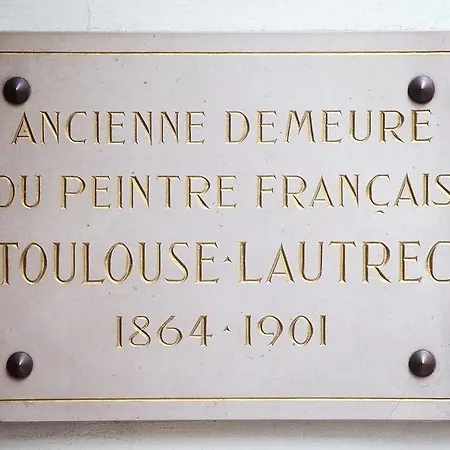 ANCIENNE DEMEURE
DU PEINTRE FRANÇAIS
TOULOUSE·LAUTREC
1864·1901